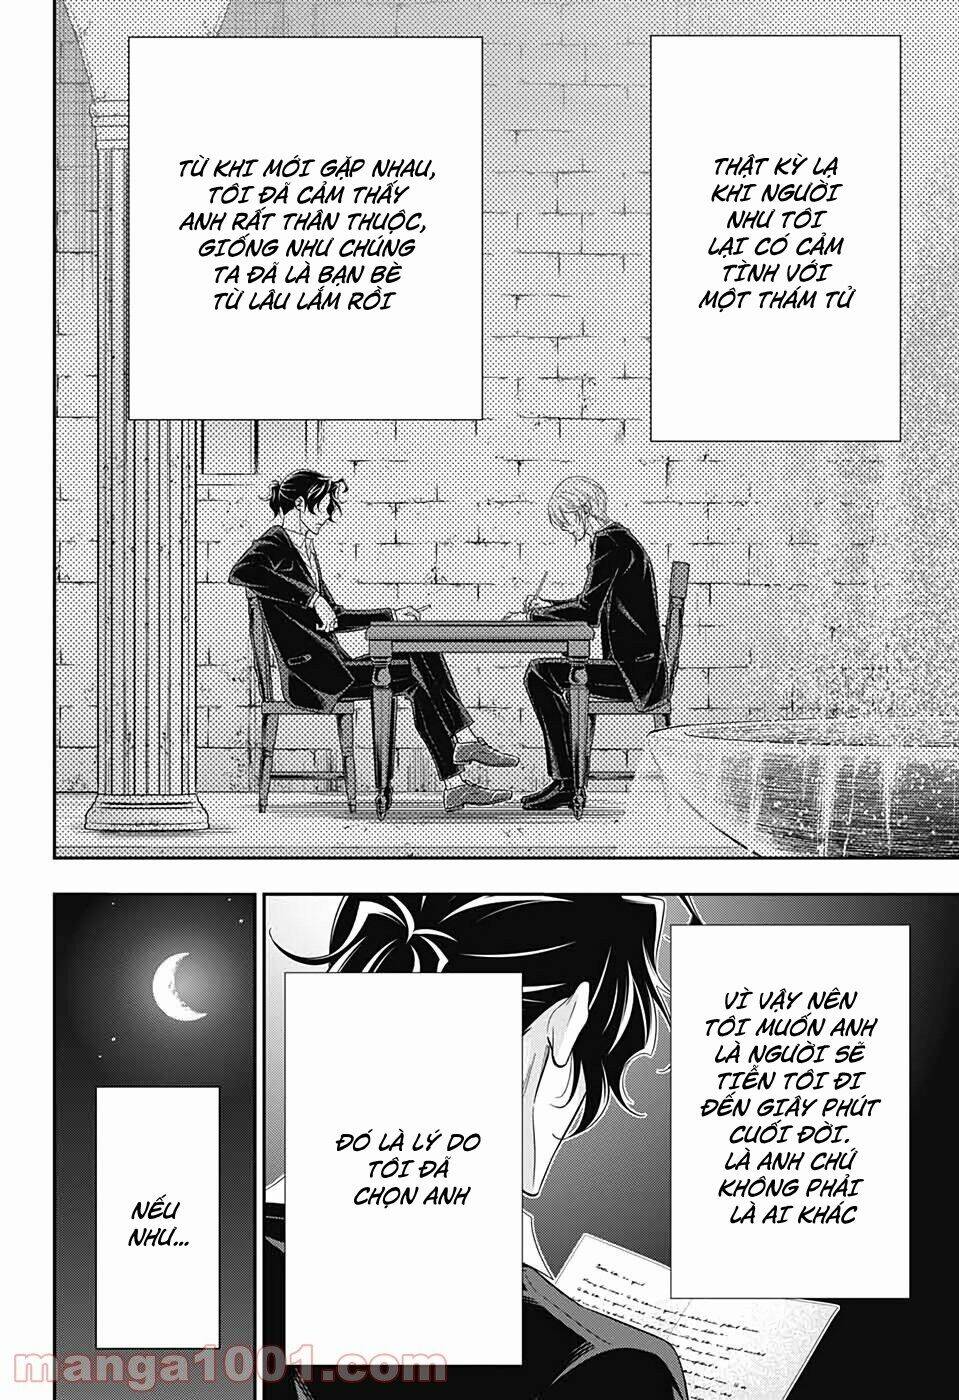 THẬT KỲ LẠ
KHI NGƯỜI
NHƯ TÔI
LẠI CÓ CẢM
TÌNH VỚI
MỘT THÁM TỬ
TỪ KHI MỚI GẶP NHAU,
TÔI ĐÃ CẢM THẤY
ANH RẤT THÂN THUỘC,
GIỐNG NHƯ CHÚNG
TA ĐÃ LÀ BẠN BÈ
TỪ LÂU LẮM RỒI
VÌ VẬY NÊN
TÔI MUỐN ANH
LÀ NGƯỜI SẼ
TIỄN TÔI ĐI
ĐẾN GIÂY PHÚT
CUỐI ĐỜI.
LÀ ANH CHỨ
KHÔNG PHẢI
LÀ AI KHÁC
ĐÓ LÀ LÝ DO
TÔI ĐÃ
CHỌN ANH
NẾU
NHƯ...
manga1001.com